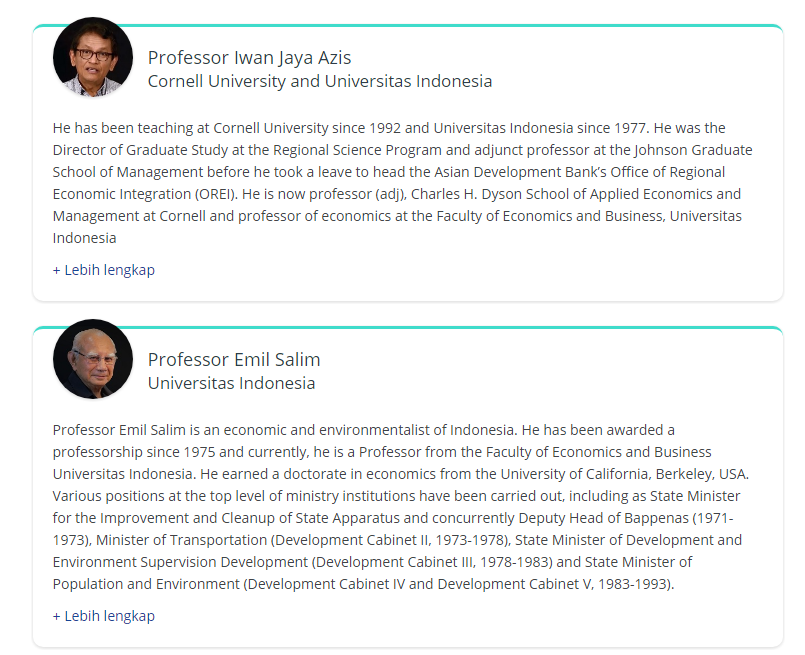 Professor Iwan Jaya Azis
Cornell University and Universitas Indonesia
He has been teaching at Cornell University since 1992 and Universitas Indonesia since 1977. He was the
Director of Graduate Study at the Regional Science Program and adjunct professor at the Johnson Graduate
School of Management before he took a leave to head the Asian Development Bank's Office of Regional
Economic Integration (OREI). He is now professor (adj), Charles H. Dyson School of Applied Economics and
Management at Cornell and professor of economics at the Faculty of Economics and Business, Universitas
Indonesia
+ Lebih lengkap
Professor Emil Salim
Universitas Indonesia
Professor Emil Salim is an economic and environmentalist of Indonesia. He has been awarded a
professorship since 1975 and currently, he is a Professor from the Faculty of Economics and Business
Universitas Indonesia. He earned a doctorate in economics from the University of California, Berkeley, USA.
Various positions at the top level of ministry institutions have been carried out, including as State Minister
for the Improvement and Cleanup of State Apparatus and concurrently Deputy Head of Bappenas (1971-
1973), Minister of Transportation (Development Cabinet II, 1973-1978), State Minister of Development and
Environment Supervision Development (Development Cabinet III, 1978-1983) and State Minister of
Population and Environment (Development Cabinet IV and Development Cabinet V, 1983-1993).
+ Lebih lengkap